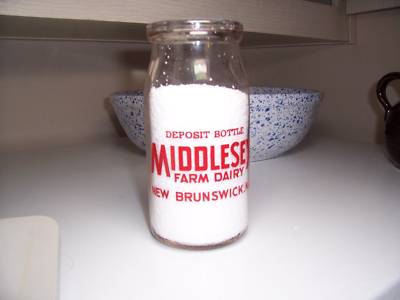 DEPOSIT BOTTLE
MIDDLESEX
FARM DAIRY
NEW BRUNSWICK, N